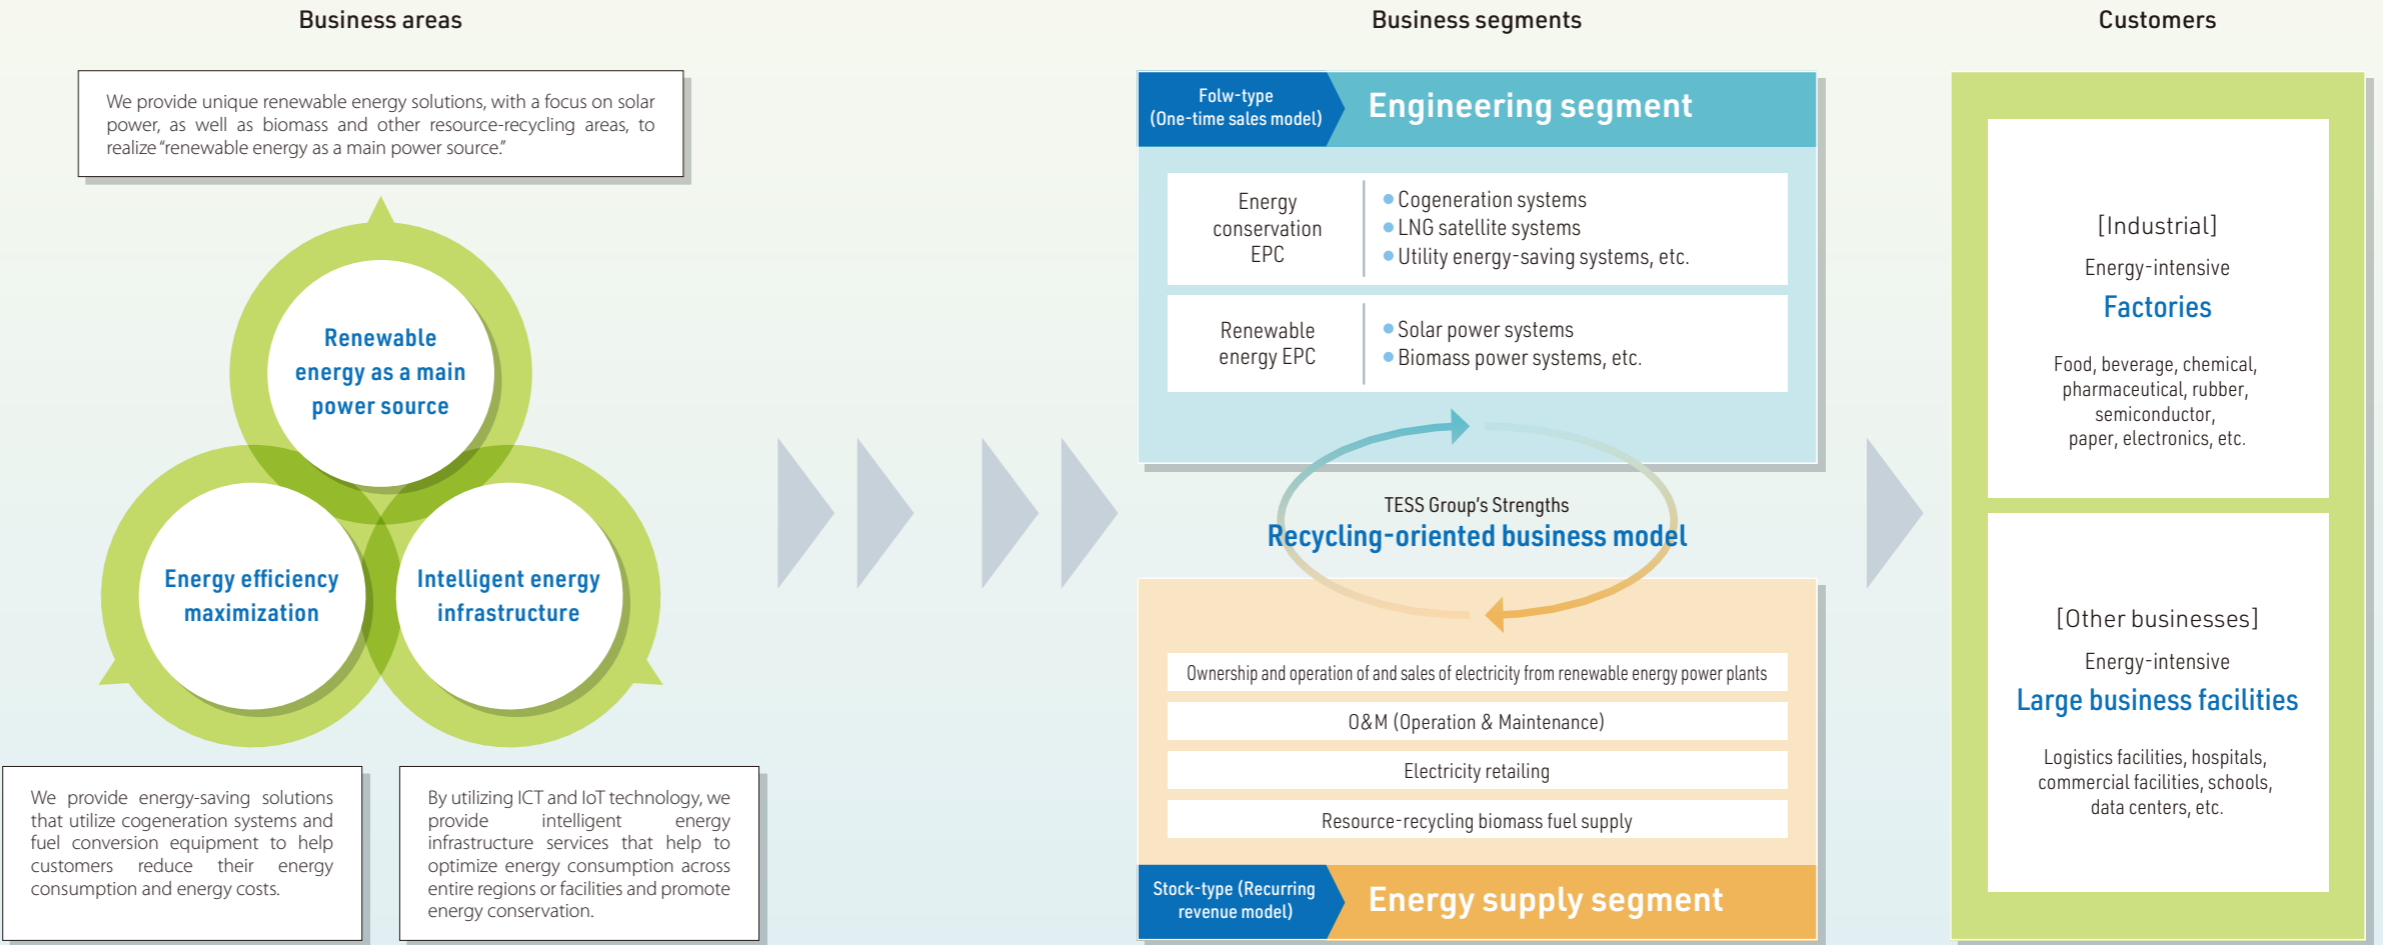 Business areas
We provide unique renewable energy solutions, with a focus on solar
power, as well as biomass and other resource-recycling areas, to
realize “renewable energy as a main power source.”
Renewable
energy as a main
power source
Energy efficiency
maximization
Intelligent energy
infrastructure
We provide energy-saving solutions
that utilize cogeneration systems and
fuel conversion equipment to help
customers reduce their energy
consumption and energy costs.
By utilizing ICT and IoT technology, we
provide intelligent energy
infrastructure services that help to
optimize energy consumption across
entire regions or facilities and promote
energy conservation.
Business segments
Folw-type
(One-time sales model)
Engineering segment
Energy
conservation
EPC
● Cogeneration systems
● LNG satellite systems
● Utility energy-saving systems, etc.
Renewable
energy EPC
● Solar power systems
● Biomass power systems, etc.
TESS Group’s Strengths
Recycling-oriented business model
Ownership and operation of and sales of electricity from renewable energy power plants
O&M (Operation & Maintenance)
Electricity retailing
Resource-recycling biomass fuel supply
Stock-type (Recurring
revenue model)
Energy supply segment
Customers
[Industrial]
Energy-intensive
Factories
Food, beverage, chemical,
pharmaceutical, rubber,
semiconductor,
paper, electronics, etc.
[Other businesses]
Energy-intensive
Large business facilities
Logistics facilities, hospitals,
commercial facilities, schools,
data centers, etc.